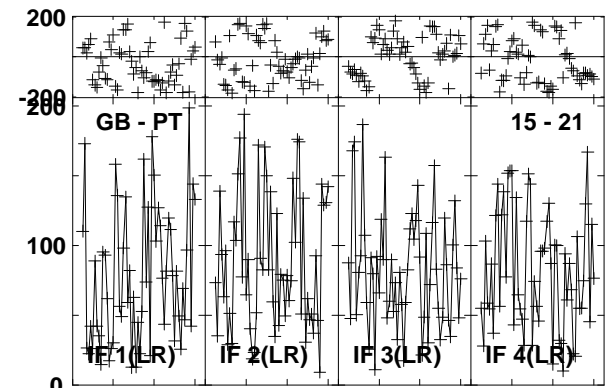 200
-200
200
GB - PT 15 - 21
100
IF 1(LR) IF 2(LR) IF 3(LR) IF 4(LR)
0